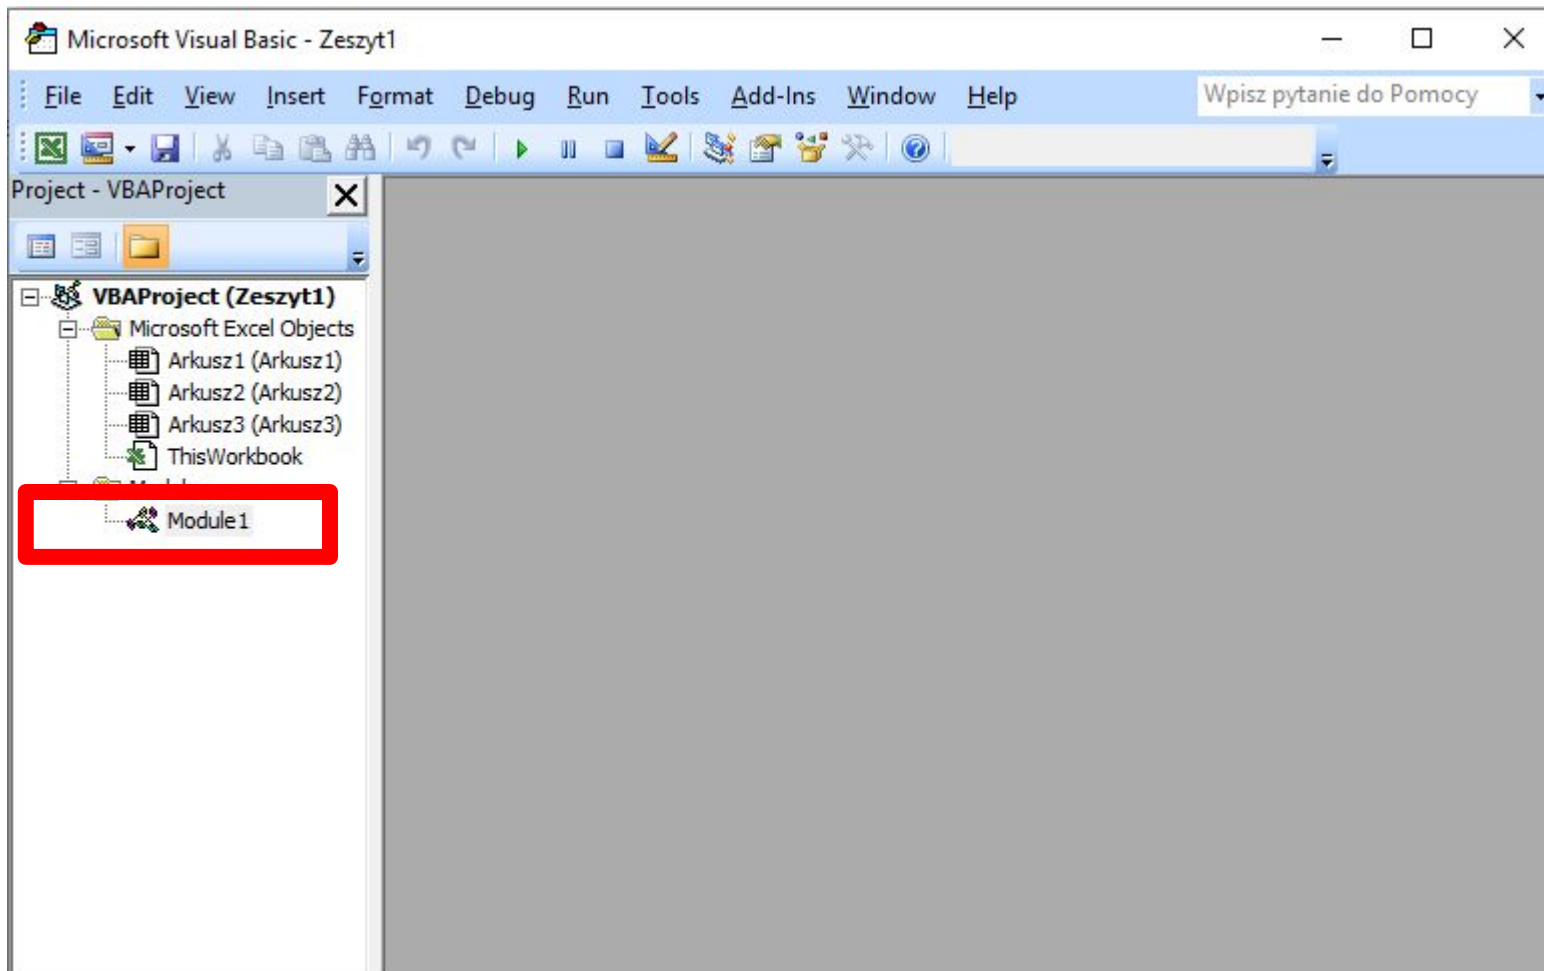 Microsoft Visual Basic - Zeszyt1
File Edit View Insert Format Debug Run Tools Add-Ins Window Help Wpisz pytanie do Pomocy
Project - VBAProject
VBAProject (Zeszyt1)
Microsoft Excel Objects
Arkusz1 (Arkusz1)
Arkusz2 (Arkusz2)
Arkusz3 (Arkusz3)
ThisWorkbook
Module1